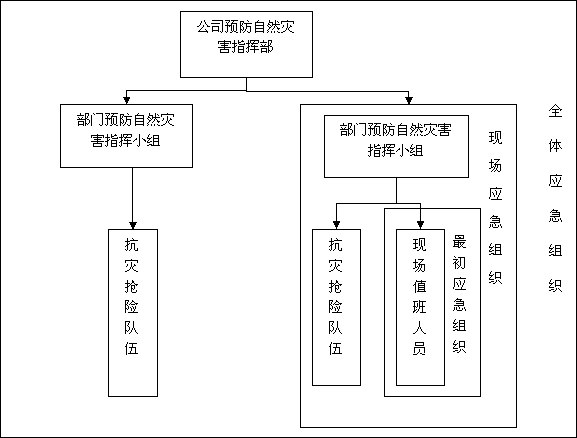 公司预防自然灾
害指挥部
部门预防自然灾
害指挥小组
部门预防自然灾害
指挥小组
抗灾抢险队伍
抗灾抢险队伍
现场值班人员
最初应急组织
现场应急组织
全体应急组织